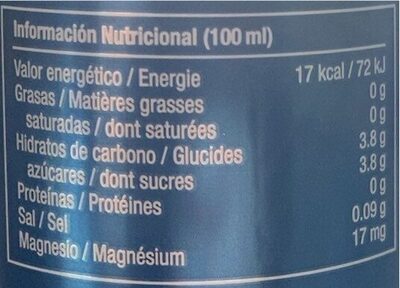 Información Nutricional (100 ml)
Valor energético / Energie 17 kcal / 72 kJ
Grasas / Matières grasses 0 g
saturadas / dont saturées 0 g
Hidratos de carbono / Glucides 3.8 g
azúcares / dont sucres 3.8 g
Proteínas / Protéines 0 g
Sal / Sel 0.09 g
Magnesio / Magnésium 17 mg